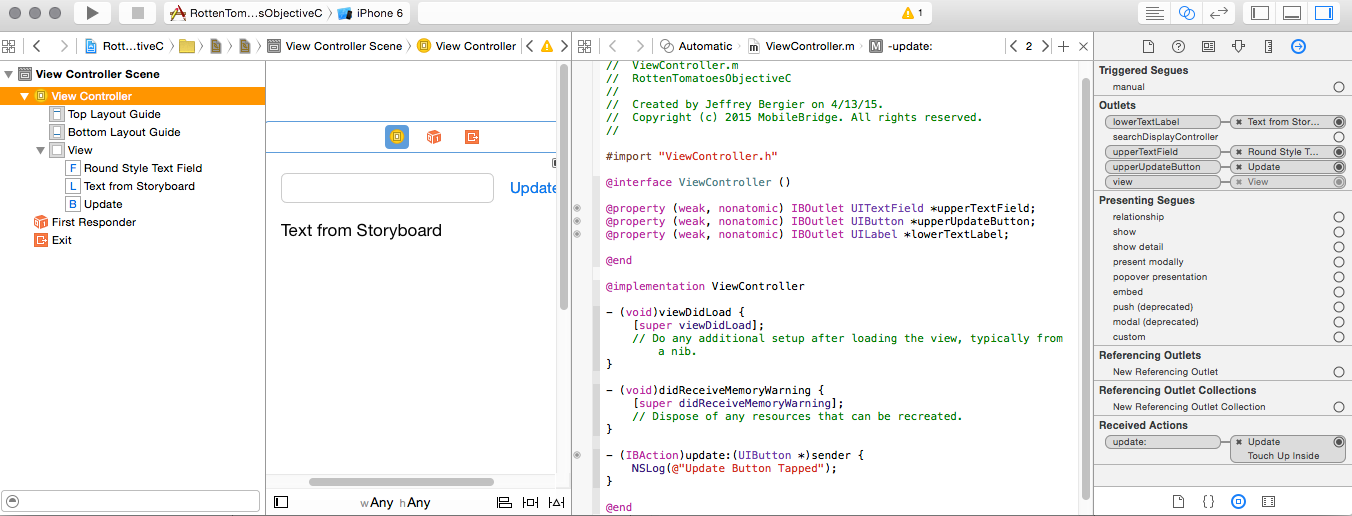 RottenTom...sObjectiveC iPhone 6
1
Rott...tiveC View Controller Scene View Controller
Automatic ViewController.m M -update: 2
View Controller Scene
View Controller
Top Layout Guide
Bottom Layout Guide
View
F Round Style Text Field
L Text from Storyboard
B Update
First Responder
Exit
Update
Text from Storyboard
wAny hAny
// ViewController.m
// RottenTomatoesObjectiveC
//
// Created by Jeffrey Bergier on 4/13/15.
// Copyright (c) 2015 MobileBridge. All rights reserved.
//
#import "ViewController.h"
@interface ViewController ()
@property (weak, nonatomic) IBOutlet UITextField *upperTextField;
@property (weak, nonatomic) IBOutlet UIButton *upperUpdateButton;
@property (weak, nonatomic) IBOutlet UILabel *lowerTextLabel;
@end
@implementation ViewController
- (void)viewDidLoad {
[super viewDidLoad];
// Do any additional setup after loading the view, typically from
a nib.
}
- (void)didReceiveMemoryWarning {
[super didReceiveMemoryWarning];
// Dispose of any resources that can be recreated.
}
- (IBAction)update:(UIButton *)sender {
NSLog(@"Update Button Tapped");
}
@end
Triggered Segues
manual
Outlets
lowerTextLabel Text from Stor...
searchDisplayController
upperTextField Round Style T...
upperUpdateButton Update
view View
Presenting Segues
relationship
show
show detail
present modally
popover presentation
embed
push (deprecated)
modal (deprecated)
custom
Referencing Outlets
New Referencing Outlet
Referencing Outlet Collections
New Referencing Outlet Collection
Received Actions
update: Update
Touch Up Inside
{ }